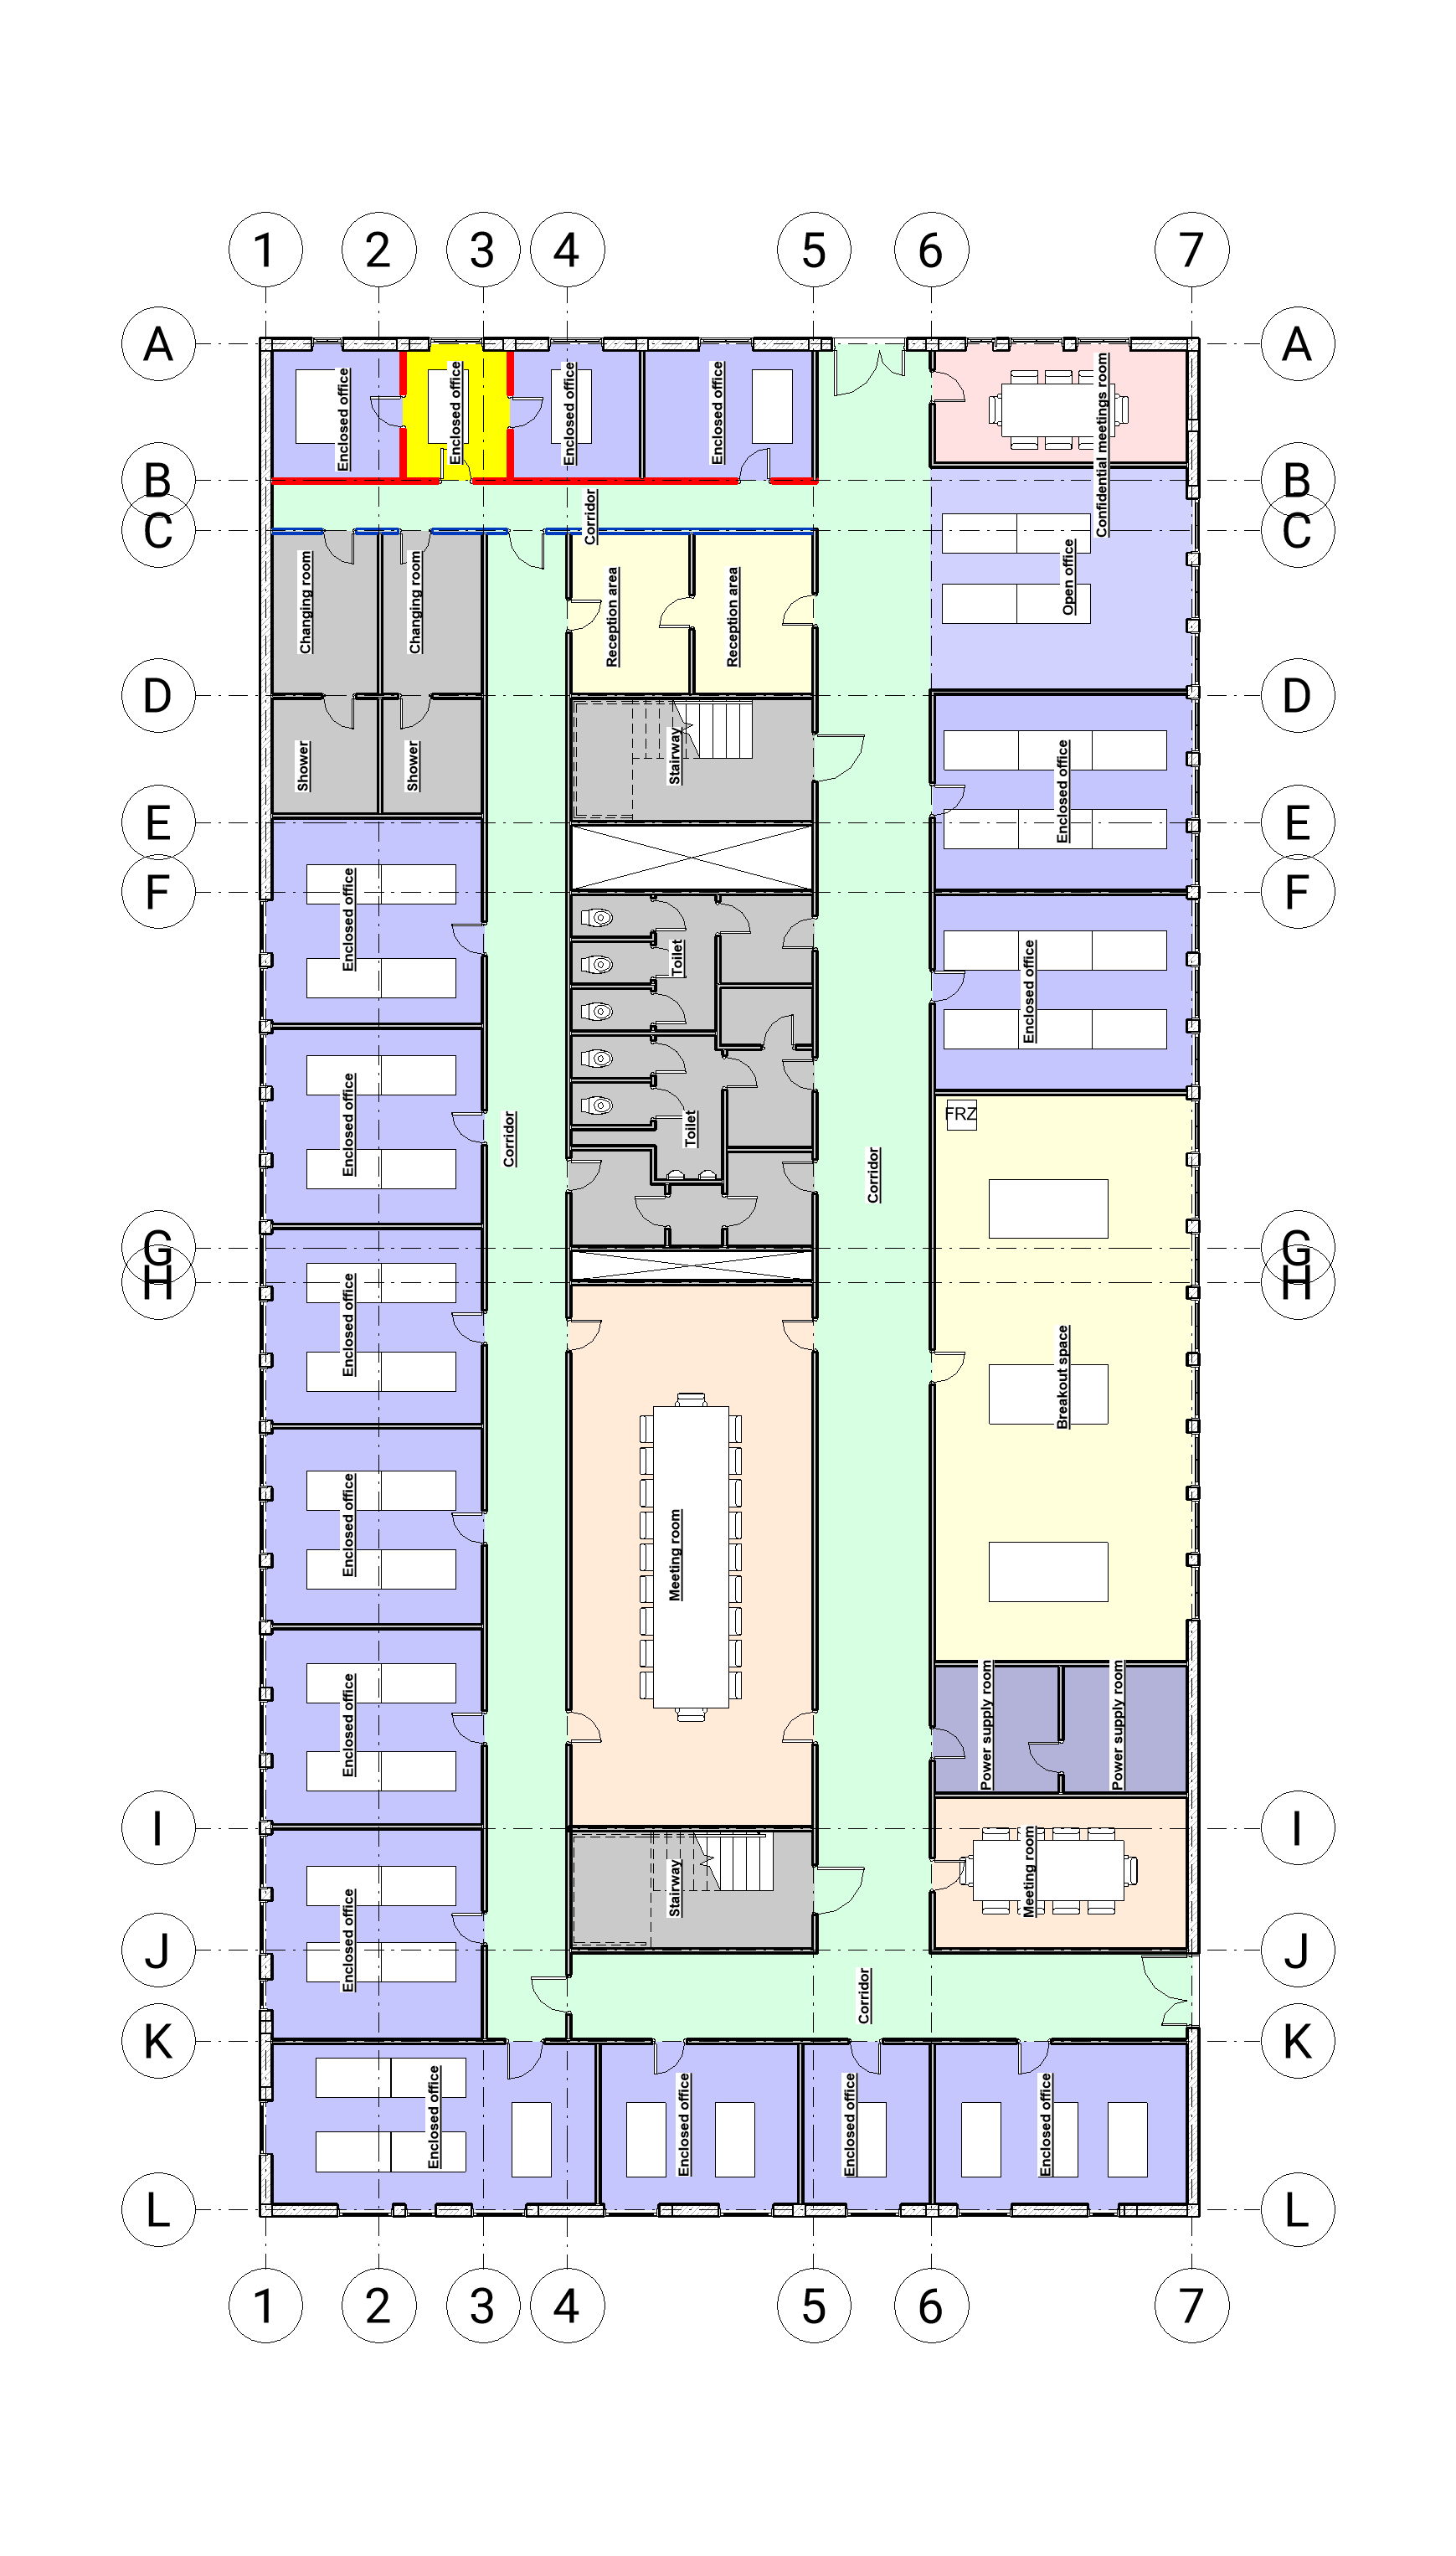 1 2 3 4 5 6 7
A A
Enclosed office Enclosed office Enclosed office Enclosed office Confidential meetings room
B B
Corridor
C C
Changing room Changing room Reception area Reception area Open office
D D
Shower Shower Stairway Enclosed office
E E
F F
Enclosed office Toilet Enclosed office
Enclosed office Corridor Toilet Corridor FRZ
G G
H H
Enclosed office Breakout space
Enclosed office Meeting room
Enclosed office Power supply room Power supply room
I I
Enclosed office Stairway Meeting room
J J
Corridor
K K
Enclosed office Enclosed office Enclosed office Enclosed office
L L
1 2 3 4 5 6 7